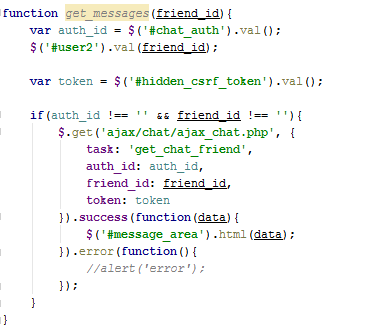 function get_messages(friend_id){
var auth_id = $('#chat_auth').val();
$('#user2').val(friend_id);
var token = $('#hidden_csrf_token').val();
if(auth_id !== '' && friend_id !== ''){
$.get('ajax/chat/ajax_chat.php', {
task: 'get_chat_friend',
auth_id: auth_id,
friend_id: friend_id,
token: token
}).success(function(data){
$('#message_area').html(data);
}).error(function(){
//alert('error');
});
}
}